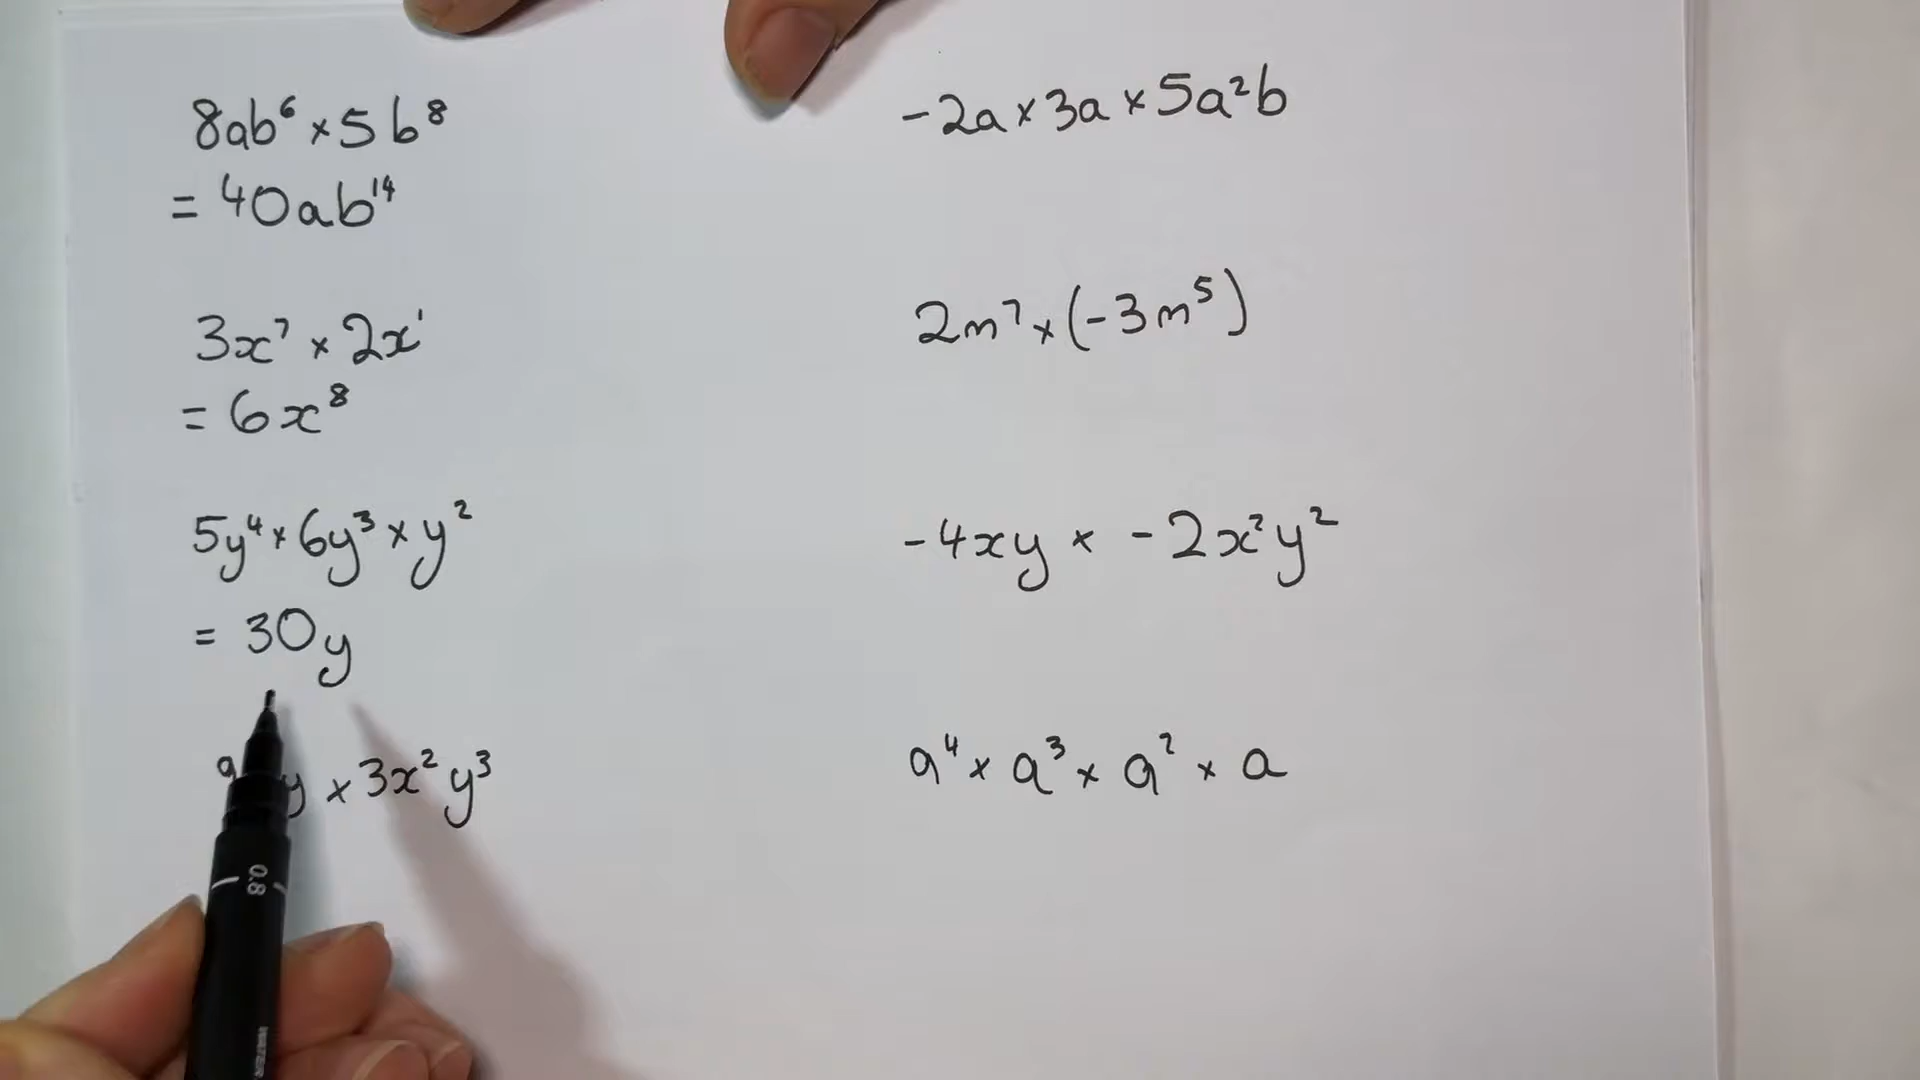 8ab⁶ × 5b⁸
= 40ab¹⁴
3x⁷ × 2x¹
= 6x⁸
5y⁴ × 6y³ × y²
= 30y
y × 3x²y³
-2a × 3a × 5a²b
2m⁷ × (-3m⁵)
-4xy × -2x²y²
a⁴ × a³ × a² × a
0.8